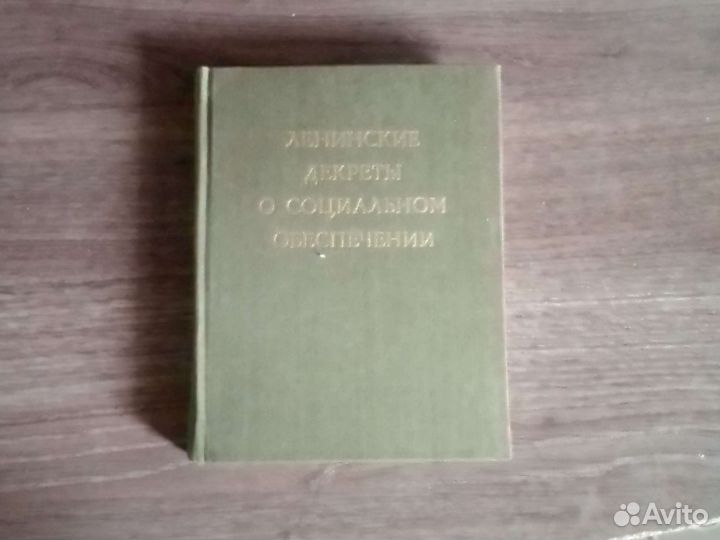 ЛЕНИНСКИЕ
ДЕКРЕТЫ
О СОЦИАЛЬНОМ
ОБЕСПЕЧЕНИИ
Avito